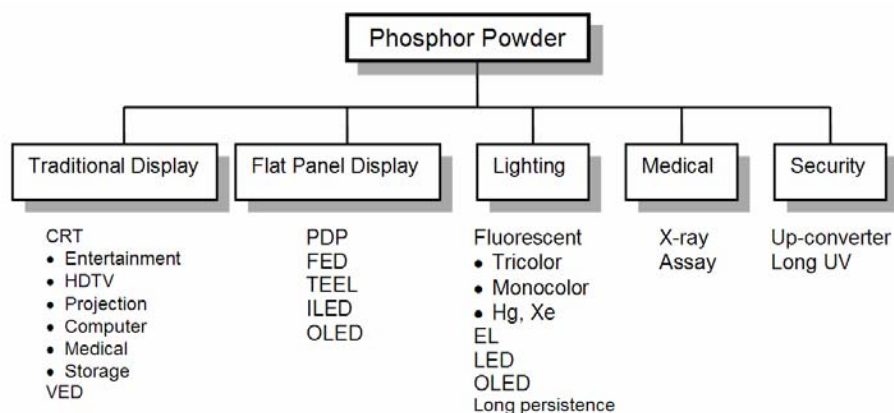 Phosphor Powder
Traditional Display
CRT
• Entertainment
• HDTV
• Projection
• Computer
• Medical
• Storage
VED
Flat Panel Display
PDP
FED
TEEL
ILED
OLED
Lighting
Fluorescent
• Tricolor
• Monocolor
• Hg, Xe
EL
LED
OLED
Long persistence
Medical
X-ray
Assay
Security
Up-converter
Long UV